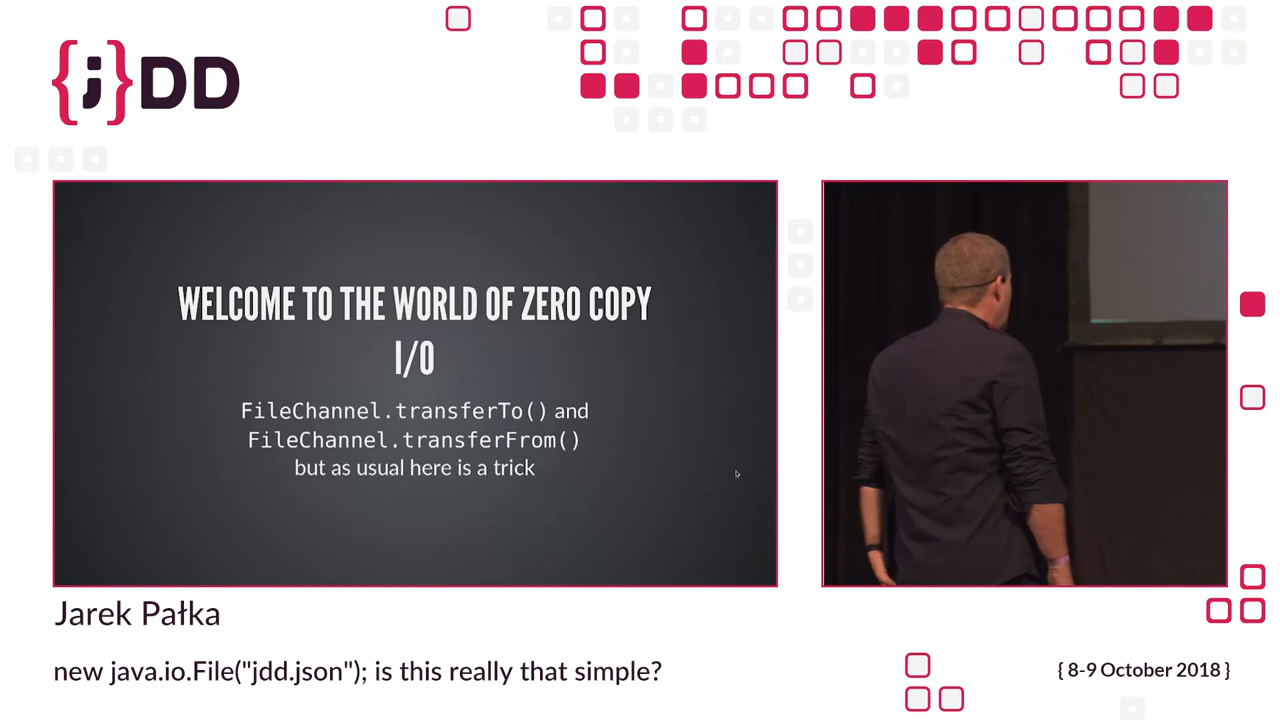 {j}DD
WELCOME TO THE WORLD OF ZERO COPY
I/O
FileChannel.transferTo() and
FileChannel.transferFrom()
but as usual here is a trick
Jarek Pałka
new java.io.File("jdd.json"); is this really that simple?
{ 8-9 October 2018 }